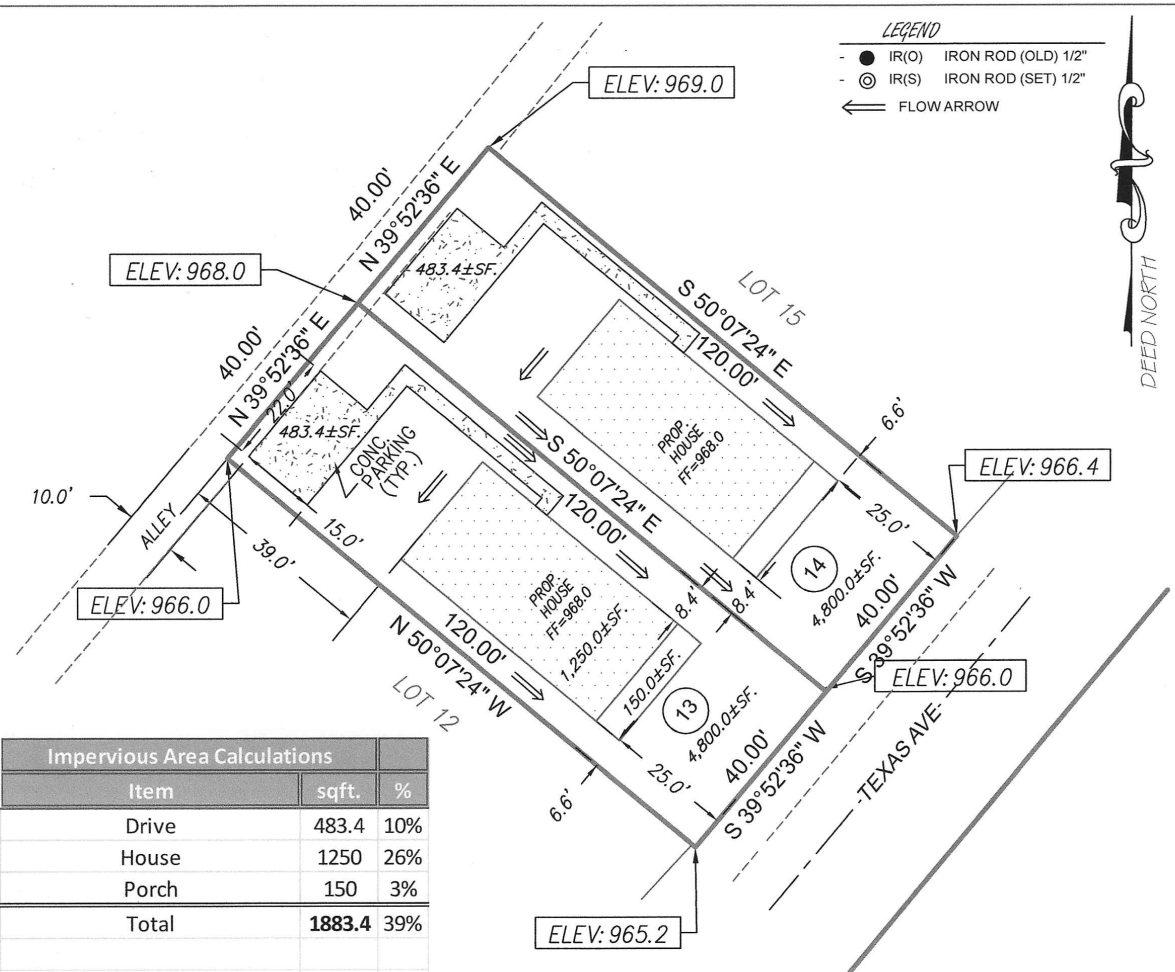 LEGEND
- IR(O) IRON ROD (OLD) 1/2"
- IR(S) IRON ROD (SET) 1/2"
FLOW ARROW
DEED NORTH
ELEV: 969.0
40.00'
N 39°52'36" E
ELEV: 968.0
483.4±SF.
LOT 15
S 50°07'24" E
120.00'
40.00'
N 39°52'36" E
22.0'
483.4±SF.
CONC.
PARKING
(TYP.)
PROP.
HOUSE
FF=968.0
6.6'
ELEV: 966.4
S 50°07'24" E
120.00'
25.0'
10.0'
ALLEY
15.0'
39.0'
14
4,800.0±SF.
40.00'
S 39°52'36" W
ELEV: 966.0
PROP.
HOUSE
FF=968.0
1,250.0±SF
8.4'
8.4'
120.00'
N 50°07'24" W
LOT 12
150.0±SF.
13
4,800.0±SF.
ELEV: 966.0
40.00'
S 39°52'36" W
TEXAS AVE
25.0'
6.6'
ELEV: 965.2
Impervious Area Calculations
Item sqft. %
Drive 483.4 10%
House 1250 26%
Porch 150 3%
Total 1883.4 39%